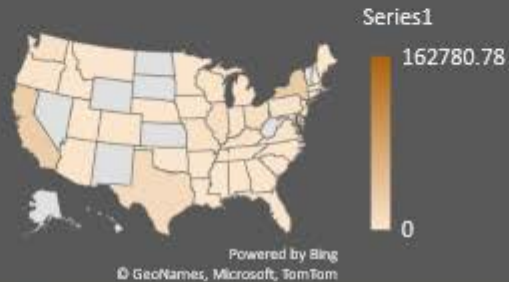 Series1
162780.78
0
Powered by Bing
© GeoNames, Microsoft, TomTom